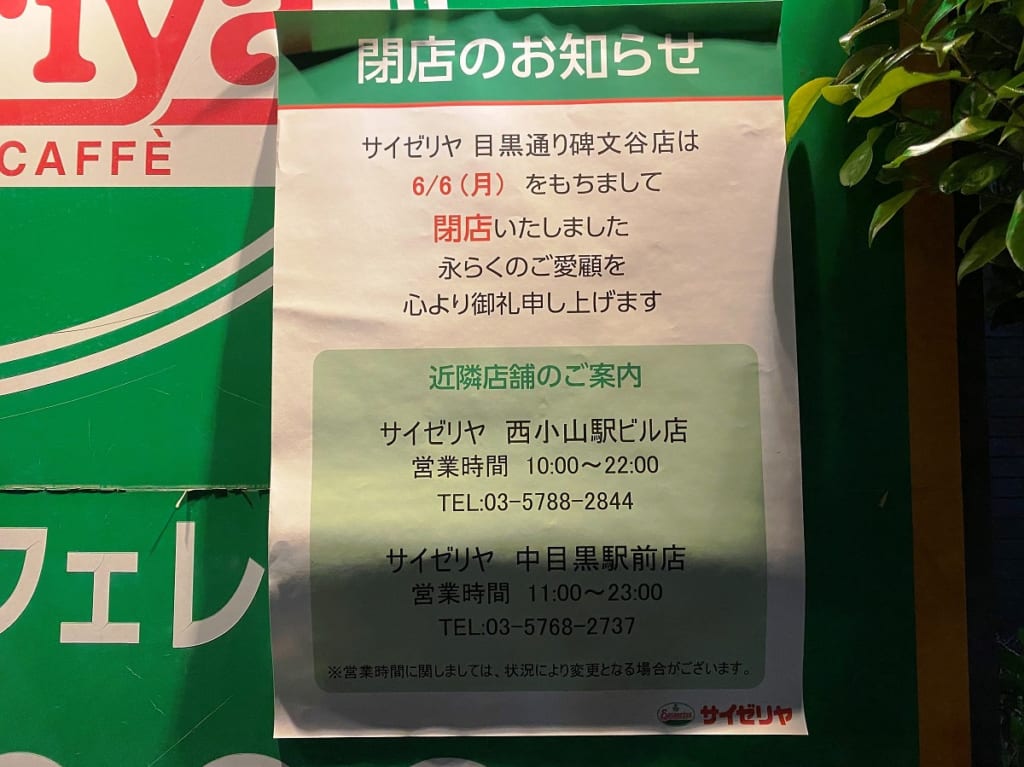 riya
CAFFÈ
閉店のお知らせ
サイゼリヤ 目黒通り碑文谷店は
6/6(月) をもちまして
閉店いたしました
永らくのご愛顧を
心より御礼申し上げます
近隣店舗のご案内
サイゼリヤ 西小山駅ビル店
営業時間 10:00～22:00
TEL:03-5788-2844
サイゼリヤ 中目黒駅前店
営業時間 11:00～23:00
TEL:03-5768-2737
※営業時間に関しましては、状況により変更となる場合がございます。
サイゼリヤ
フェレ